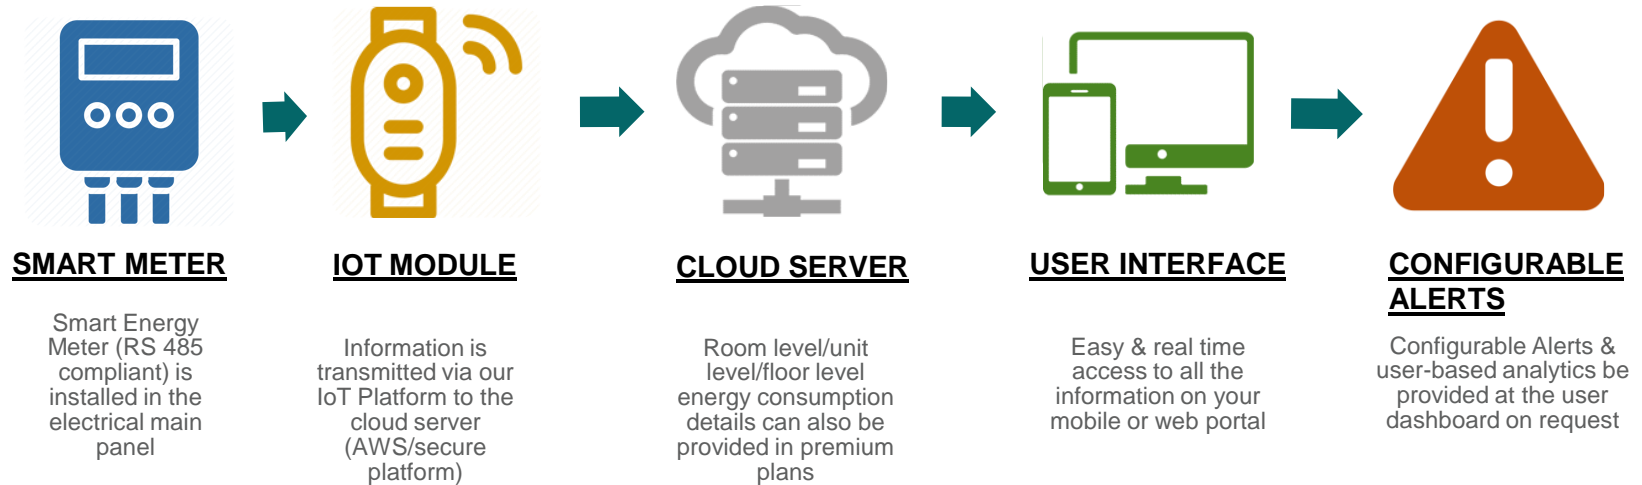 SMART METER
Smart Energy
Meter (RS 485
compliant) is
installed in the
electrical main
panel
IOT MODULE
Information is
transmitted via our
IoT Platform to the
cloud server
(AWS/secure
platform)
CLOUD SERVER
Room level/unit
level/floor level
energy consumption
details can also be
provided in premium
plans
USER INTERFACE
Easy & real time
access to all the
information on your
mobile or web portal
CONFIGURABLE
ALERTS
Configurable Alerts &
user-based analytics be
provided at the user
dashboard on request